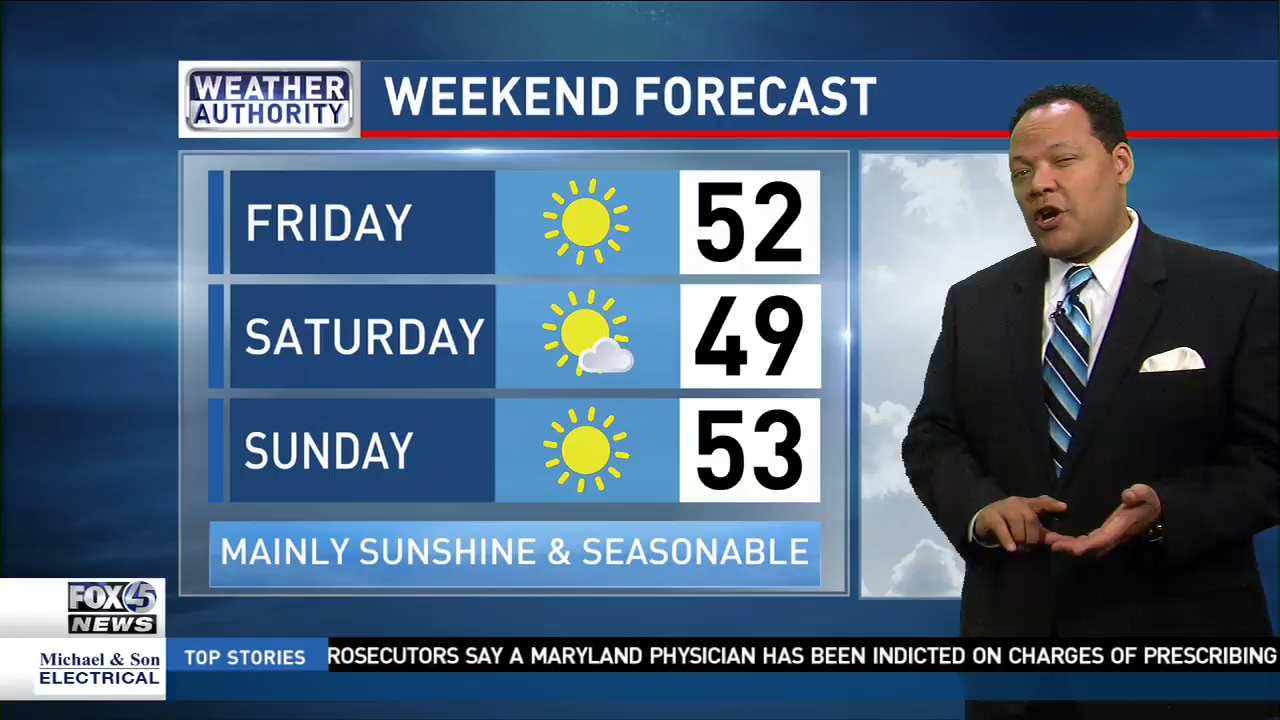 WEATHER
AUTHORITY
WEEKEND FORECAST
FRIDAY 52
SATURDAY 49
SUNDAY 53
MAINLY SUNSHINE & SEASONABLE
FOX 45
NEWS
Michael & Son
ELECTRICAL
TOP STORIES
ROSECUTORS SAY A MARYLAND PHYSICIAN HAS BEEN INDICTED ON CHARGES OF PRESCRIBING